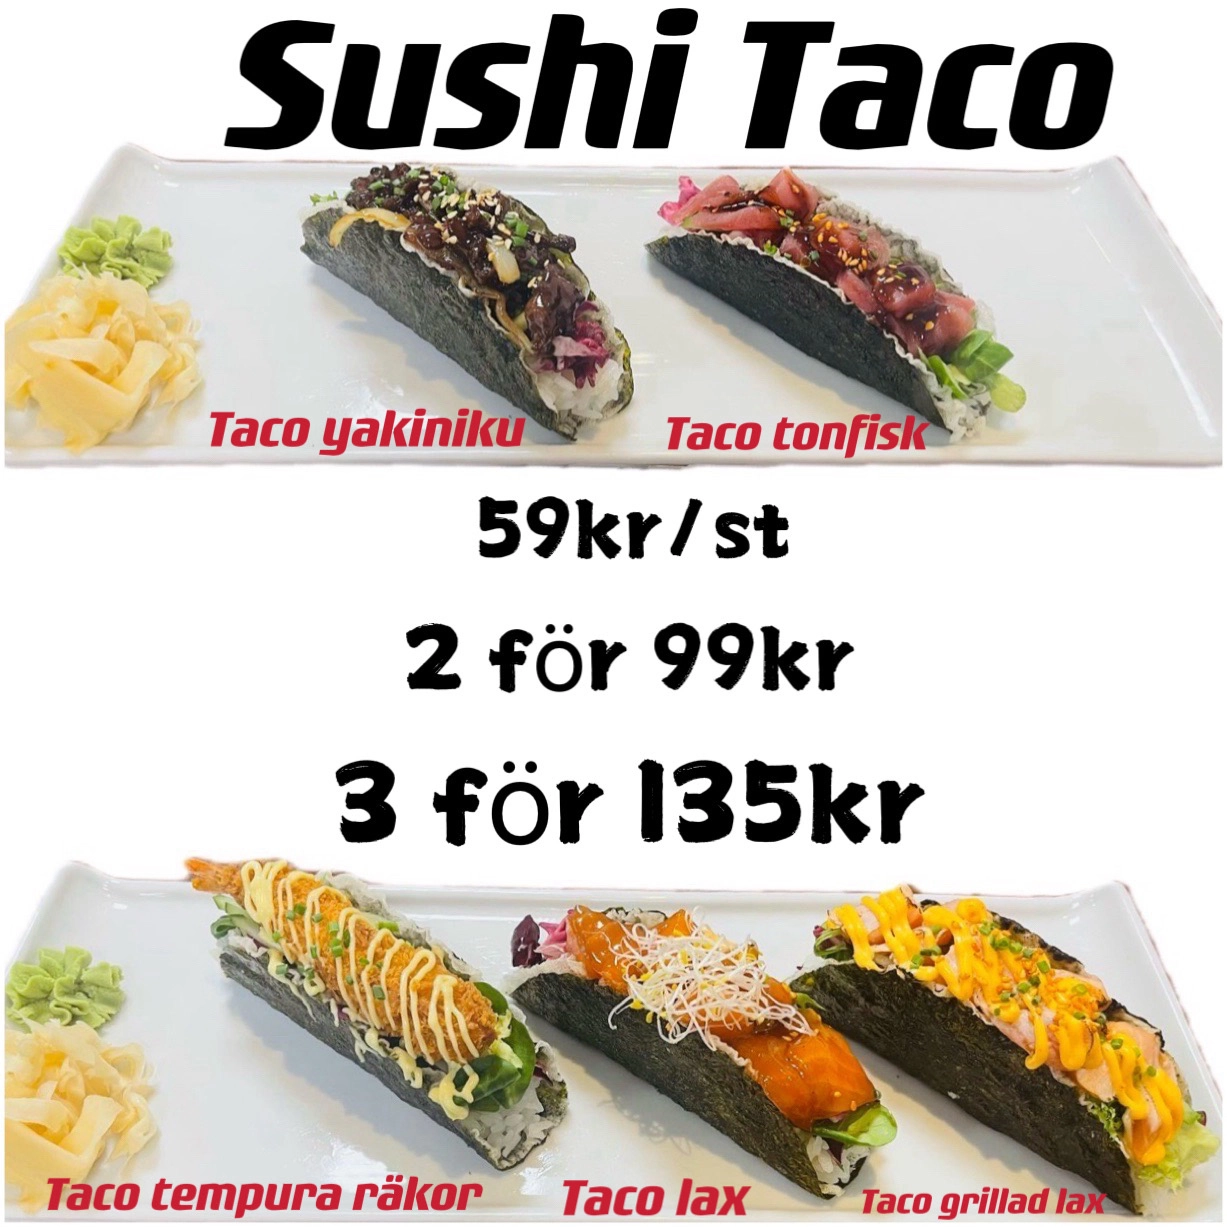 Sushi Taco
Taco yakiniku
Taco tonfisk
59kr/st
2 för 99kr
3 för 135kr
Taco tempura räkor
Taco lax
Taco grillad lax